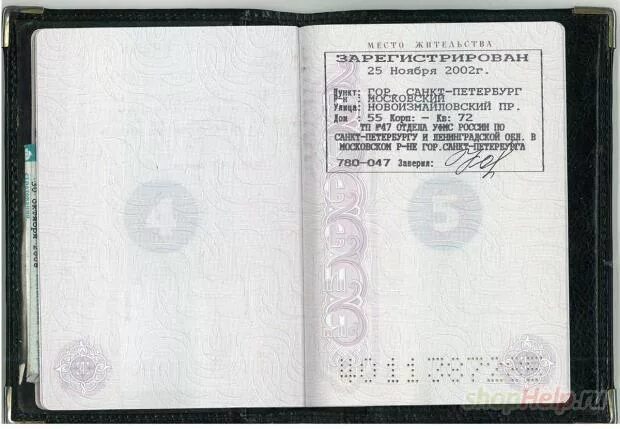 МЕСТО ЖИТЕЛЬСТВА
ЗАРЕГИСТРИРОВАН
25 Ноября 2002г.
Пункт: ГОР. САНКТ-ПЕТЕРБУРГ
Р-н : МОСКОВСКИЙ
Улица: НОВОИЗМАЙЛОВСКИЙ ПР.
Дом : 55 Корп: – Кв: 72
ТП №47 ОТДЕЛА УФМС РОССИИ ПО
САНКТ-ПЕТЕРБУРГУ И ЛЕНИНГРАДСКОЙ ОБЛ. В
МОСКОВСКОМ Р-НЕ ГОР.САНКТ-ПЕТЕРБУРГА
780-047 Заверил:
4
5
shopHelp.ru